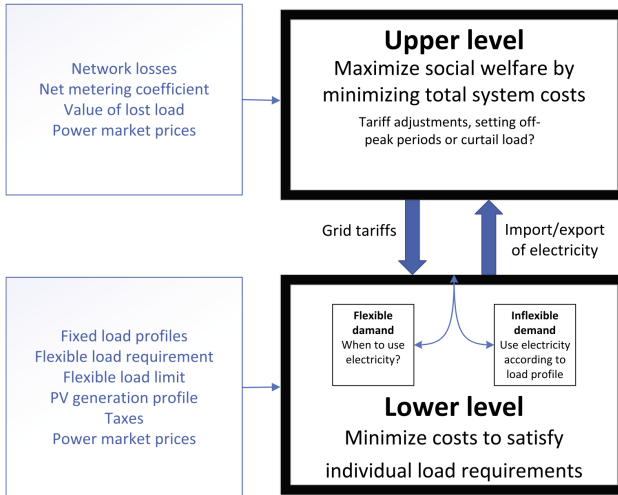 Network losses
Net metering coefficient
Value of lost load
Power market prices
Upper level
Maximize social welfare by
minimizing total system costs
Tariff adjustments, setting off-
peak periods or curtail load?
Grid tariffs
Import/export
of electricity
Fixed load profiles
Flexible load requirement
Flexible load limit
PV generation profile
Taxes
Power market prices
Flexible
damand
When to use
electricity?
Inflexible
demand
Use electricity
according to
load profile
Lower level
Minimize costs to satisfy
individual load requirements